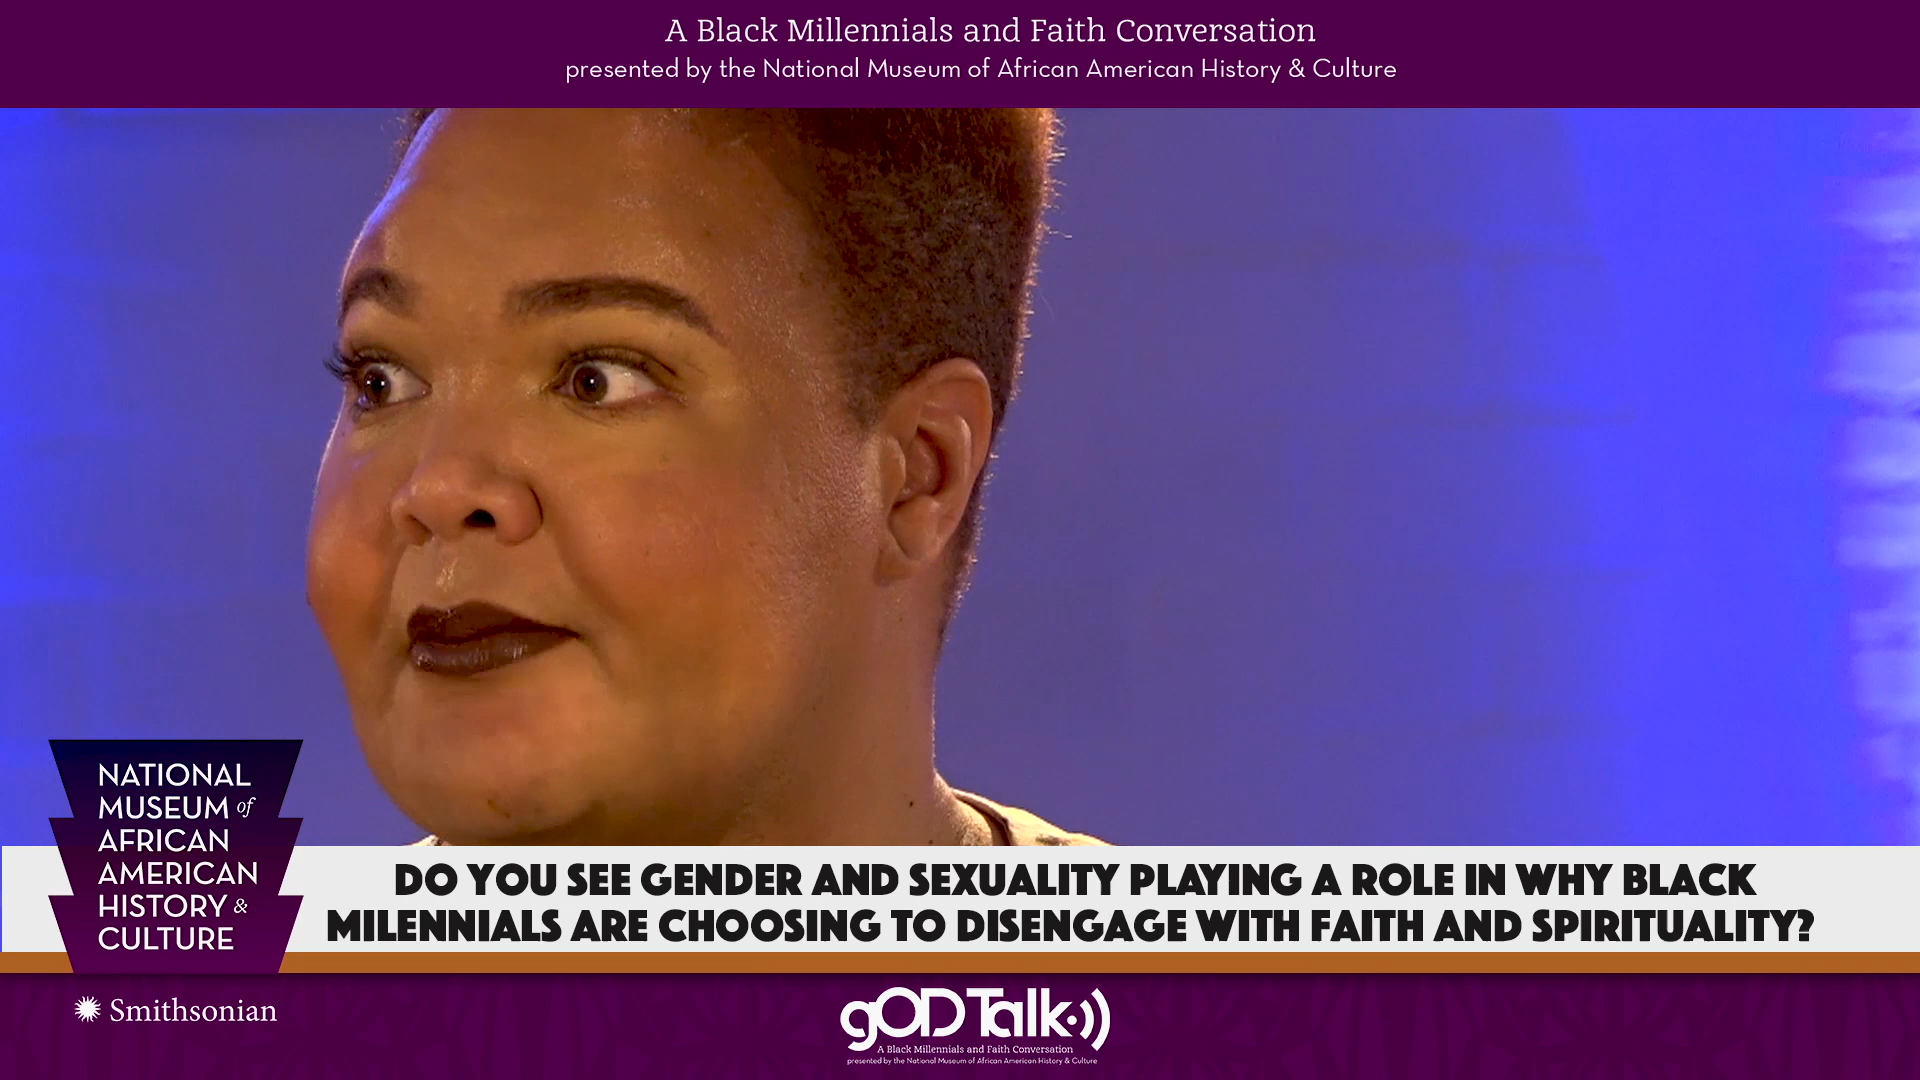 A Black Millennials and Faith Conversation
presented by the National Museum of African American History & Culture
NATIONAL
MUSEUM of
AFRICAN
AMERICAN
HISTORY &
CULTURE
DO YOU SEE GENDER AND SEXUALITY PLAYING A ROLE IN WHY BLACK
MILENNIALS ARE CHOOSING TO DISENGAGE WITH FAITH AND SPIRITUALITY?
Smithsonian
gOD Talk
A Black Millennials and Faith Conversation
presented by the National Museum of African American History & Culture